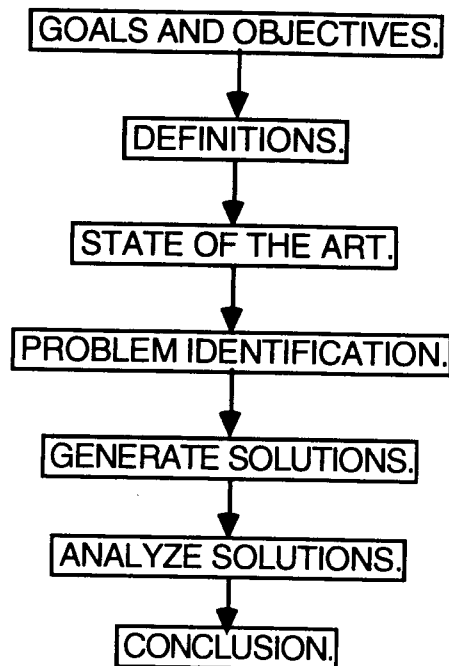 GOALS AND OBJECTIVES.
DEFINITIONS.
STATE OF THE ART.
PROBLEM IDENTIFICATION.
GENERATE SOLUTIONS.
ANALYZE SOLUTIONS.
CONCLUSION.